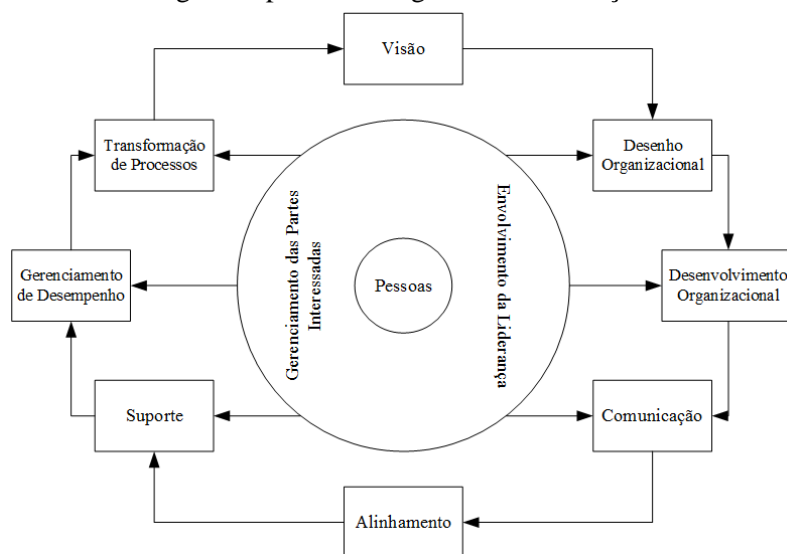 Visão
Transformação
de Processos
Desenho
Organizacional
Gerenciamento das Partes
Interessadas
Envolvimento da Liderança
Gerenciamento
de Desempenho
Pessoas
Desenvolvimento
Organizacional
Suporte
Comunicação
Alinhamento